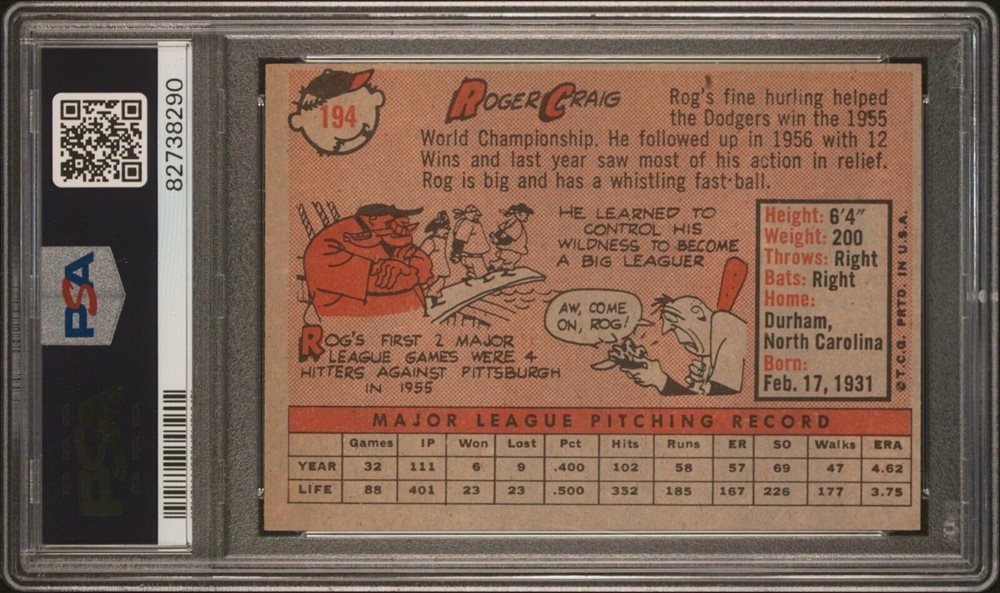 PSA
82738290
194
ROGER CRAIG
Rog's fine hurling helped
the Dodgers win the 1955
World Championship. He followed up in 1956 with 12
Wins and last year saw most of his action in relief.
Rog is big and has a whistling fast-ball.
HE LEARNED TO
CONTROL HIS
WILDNESS TO BECOME
A BIG LEAGUER
AW, COME
ON, ROG!
ROG'S FIRST 2 MAJOR
LEAGUE GAMES WERE 4
HITTERS AGAINST PITTSBURGH
IN 1955
Height: 6'4"
Weight: 200
Throws: Right
Bats: Right
Home:
Durham,
North Carolina
Born:
Feb. 17, 1931
© T.C.G. PRTD. IN U.S.A.
MAJOR LEAGUE PITCHING RECORD
Games IP Won Lost Pct Hits Runs ER SO Walks ERA
YEAR 32 111 6 9 .400 102 58 57 69 47 4.62
LIFE 88 401 23 23 .500 352 185 167 226 177 3.75
PSA